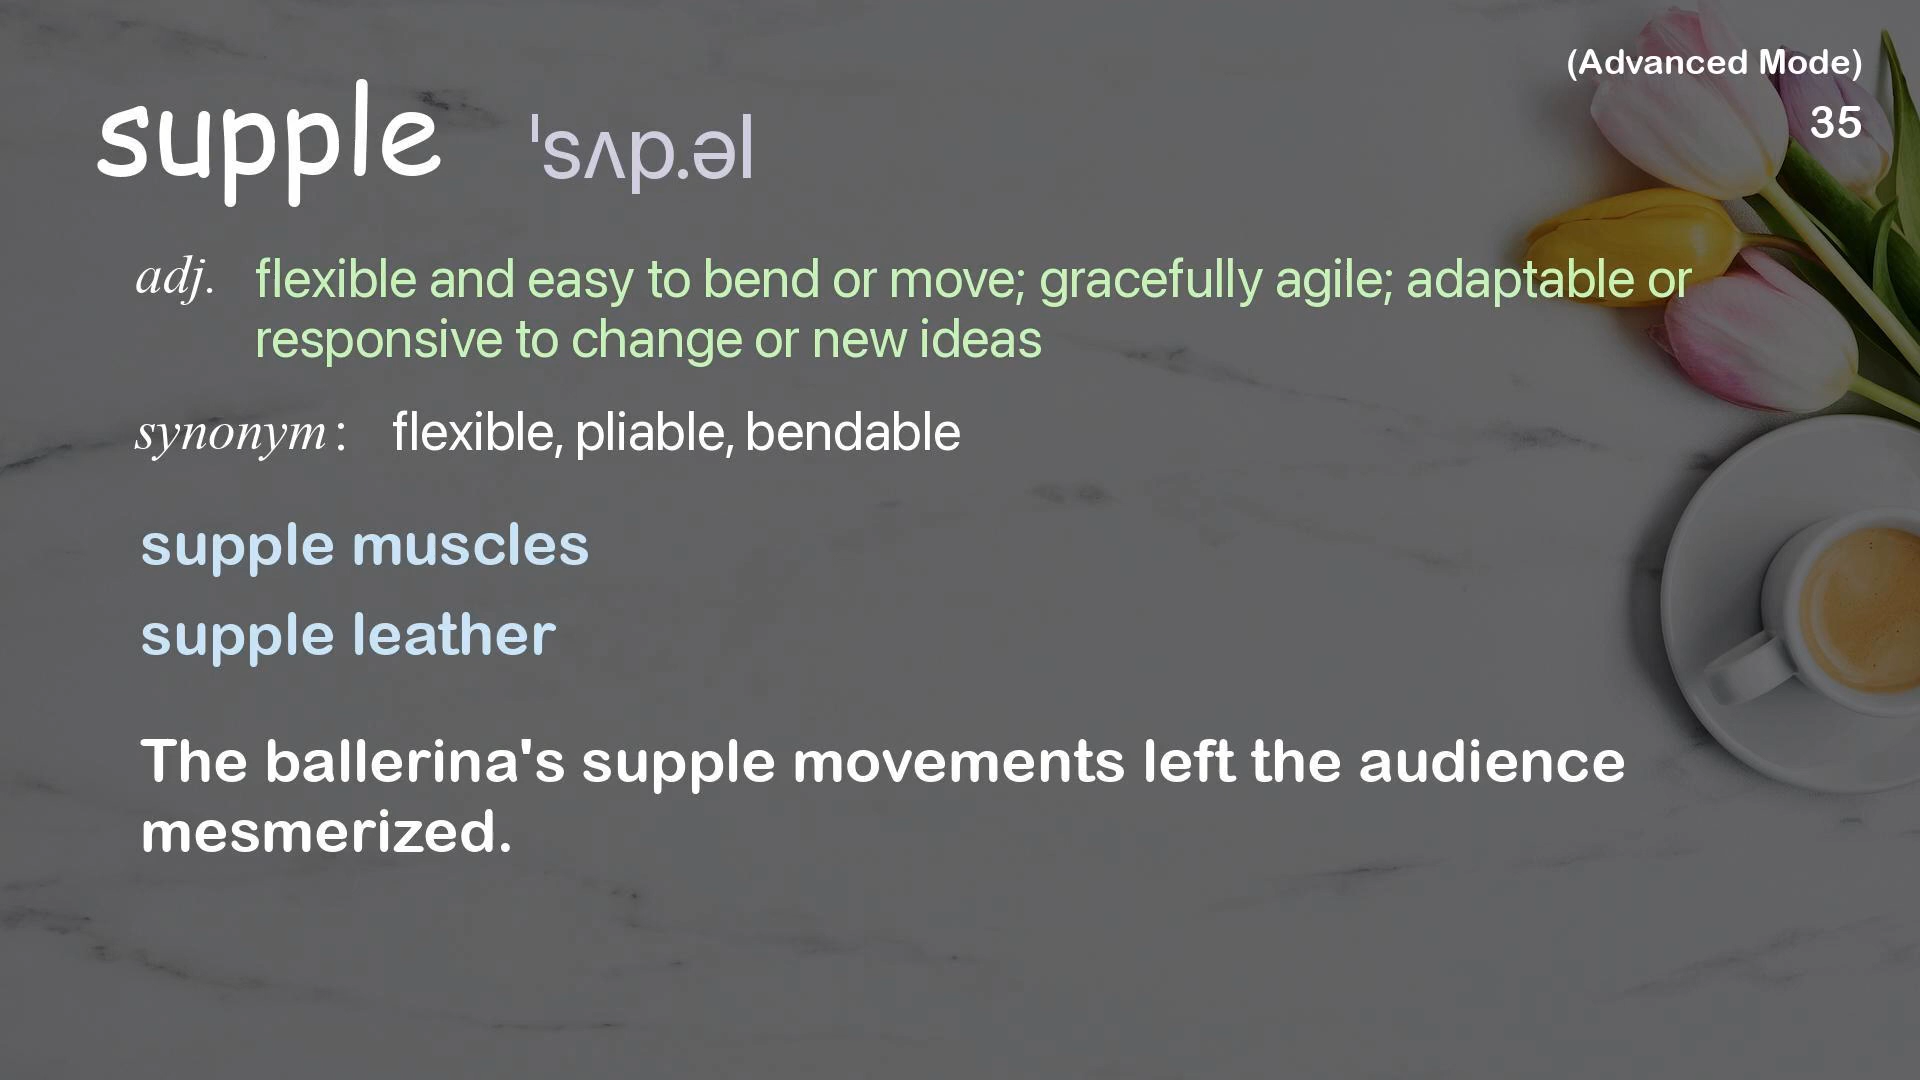 (Advanced Mode)
35
supple ˈsʌp.əl
adj. flexible and easy to bend or move; gracefully agile; adaptable or
responsive to change or new ideas
synonym: flexible, pliable, bendable
supple muscles
supple leather
The ballerina's supple movements left the audience
mesmerized.